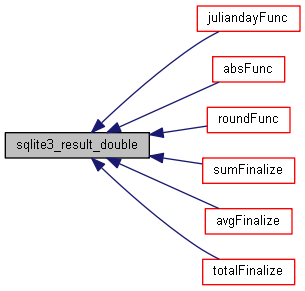 juliandayFunc
absFunc
roundFunc
sqlite3_result_double
sumFinalize
avgFinalize
totalFinalize